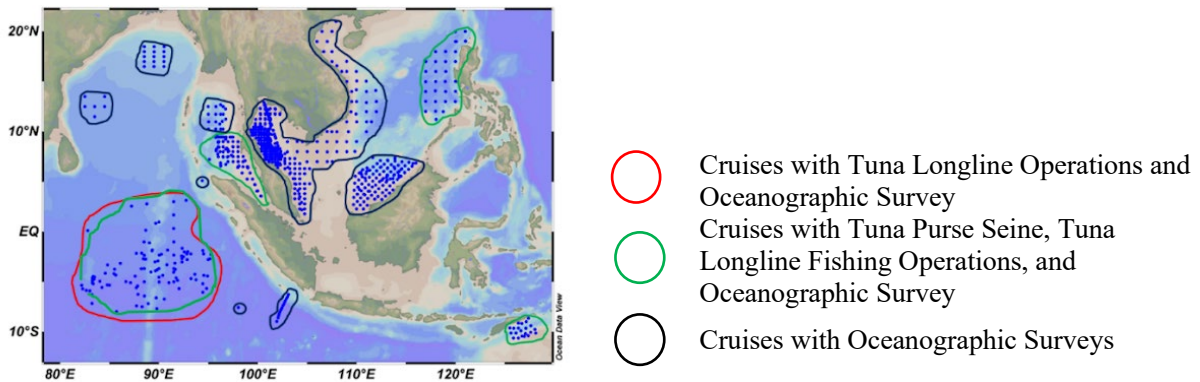 20°N
10°N
EQ
10°S
80°E
90°E
100°E
110°E
120°E
Ocean Data View
Cruises with Tuna Longline Operations and
Oceanographic Survey
Cruises with Tuna Purse Seine, Tuna
Longline Fishing Operations, and
Oceanographic Survey
Cruises with Oceanographic Surveys